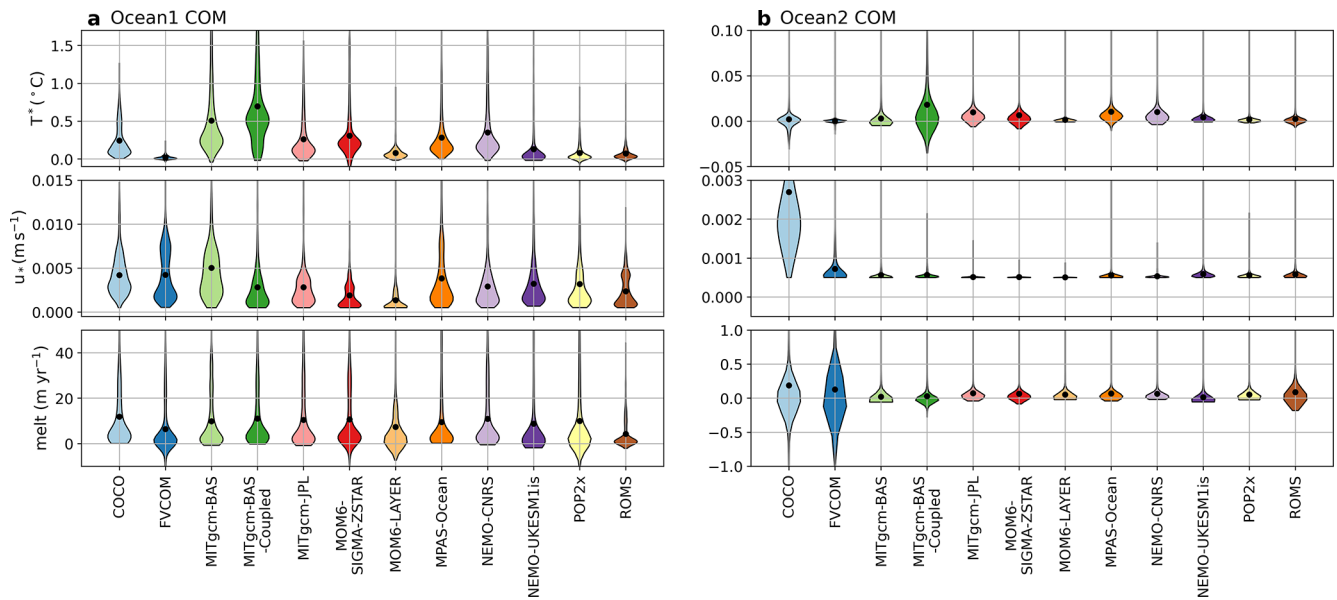 a Ocean1 COM
T* (°C)
1.5
1.0
0.5
0.0
u* (m s⁻¹)
0.015
0.010
0.005
0.000
melt (m yr⁻¹)
40
20
0
COCO
FVCOM
MITgcm-BAS
MITgcm-BAS
-Coupled
MITgcm-JPL
MOM6-
SIGMA-ZSTAR
MOM6-LAYER
MPAS-Ocean
NEMO-CNRS
NEMO-UKESM1is
POP2x
ROMS
b Ocean2 COM
0.10
0.05
0.00
−0.05
0.003
0.002
0.001
0.000
1.0
0.5
0.0
−0.5
−1.0
COCO
FVCOM
MITgcm-BAS
MITgcm-BAS
-Coupled
MITgcm-JPL
MOM6-
SIGMA-ZSTAR
MOM6-LAYER
MPAS-Ocean
NEMO-CNRS
NEMO-UKESM1is
POP2x
ROMS